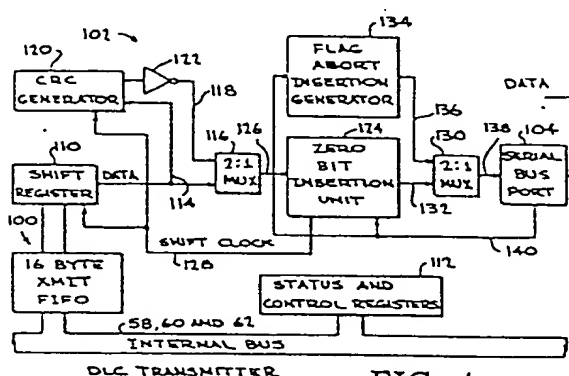 102
134
120
122
CRC
GENERATOR
118
FLAG
ABORT
INSERTION
GENERATOR
DATA
136
110
116
126
124
130
138
104
SHIFT
REGISTER
DATA
2:1
MUX
ZERO
BIT
INSERTION
UNIT
2:1
MUX
SERIAL
BUS
PORT
114
132
100
SHIFT CLOCK
128
140
112
16 BYTE
XMIT
FIFO
STATUS AND
CONTROL REGISTERS
58, 60 AND 62
INTERNAL BUS
DLC TRANSMITTER